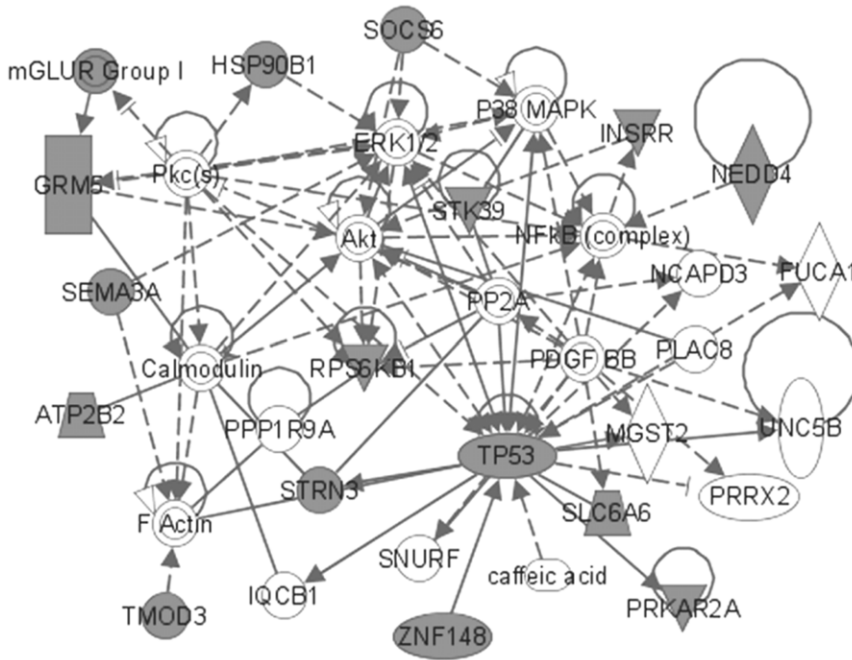 SOCS6
mGLUR Group I
HSP90B1
P38 MAPK
ERK1/2
INSRR
GRM5
Pkc(s)
NEDD4
STK39
Akt
NFkB (complex)
NCAPD3
FUCA1
SEMA3A
PP2A
Calmodulin
RPS6KB1
PDGF BB
PLAC8
ATP2B2
PPP1R9A
MGST2
UNC5B
TP53
STRN3
PRRX2
SLC6A6
F Actin
SNURF
caffeic acid
IQCB1
TMOD3
PRKAR2A
ZNF148